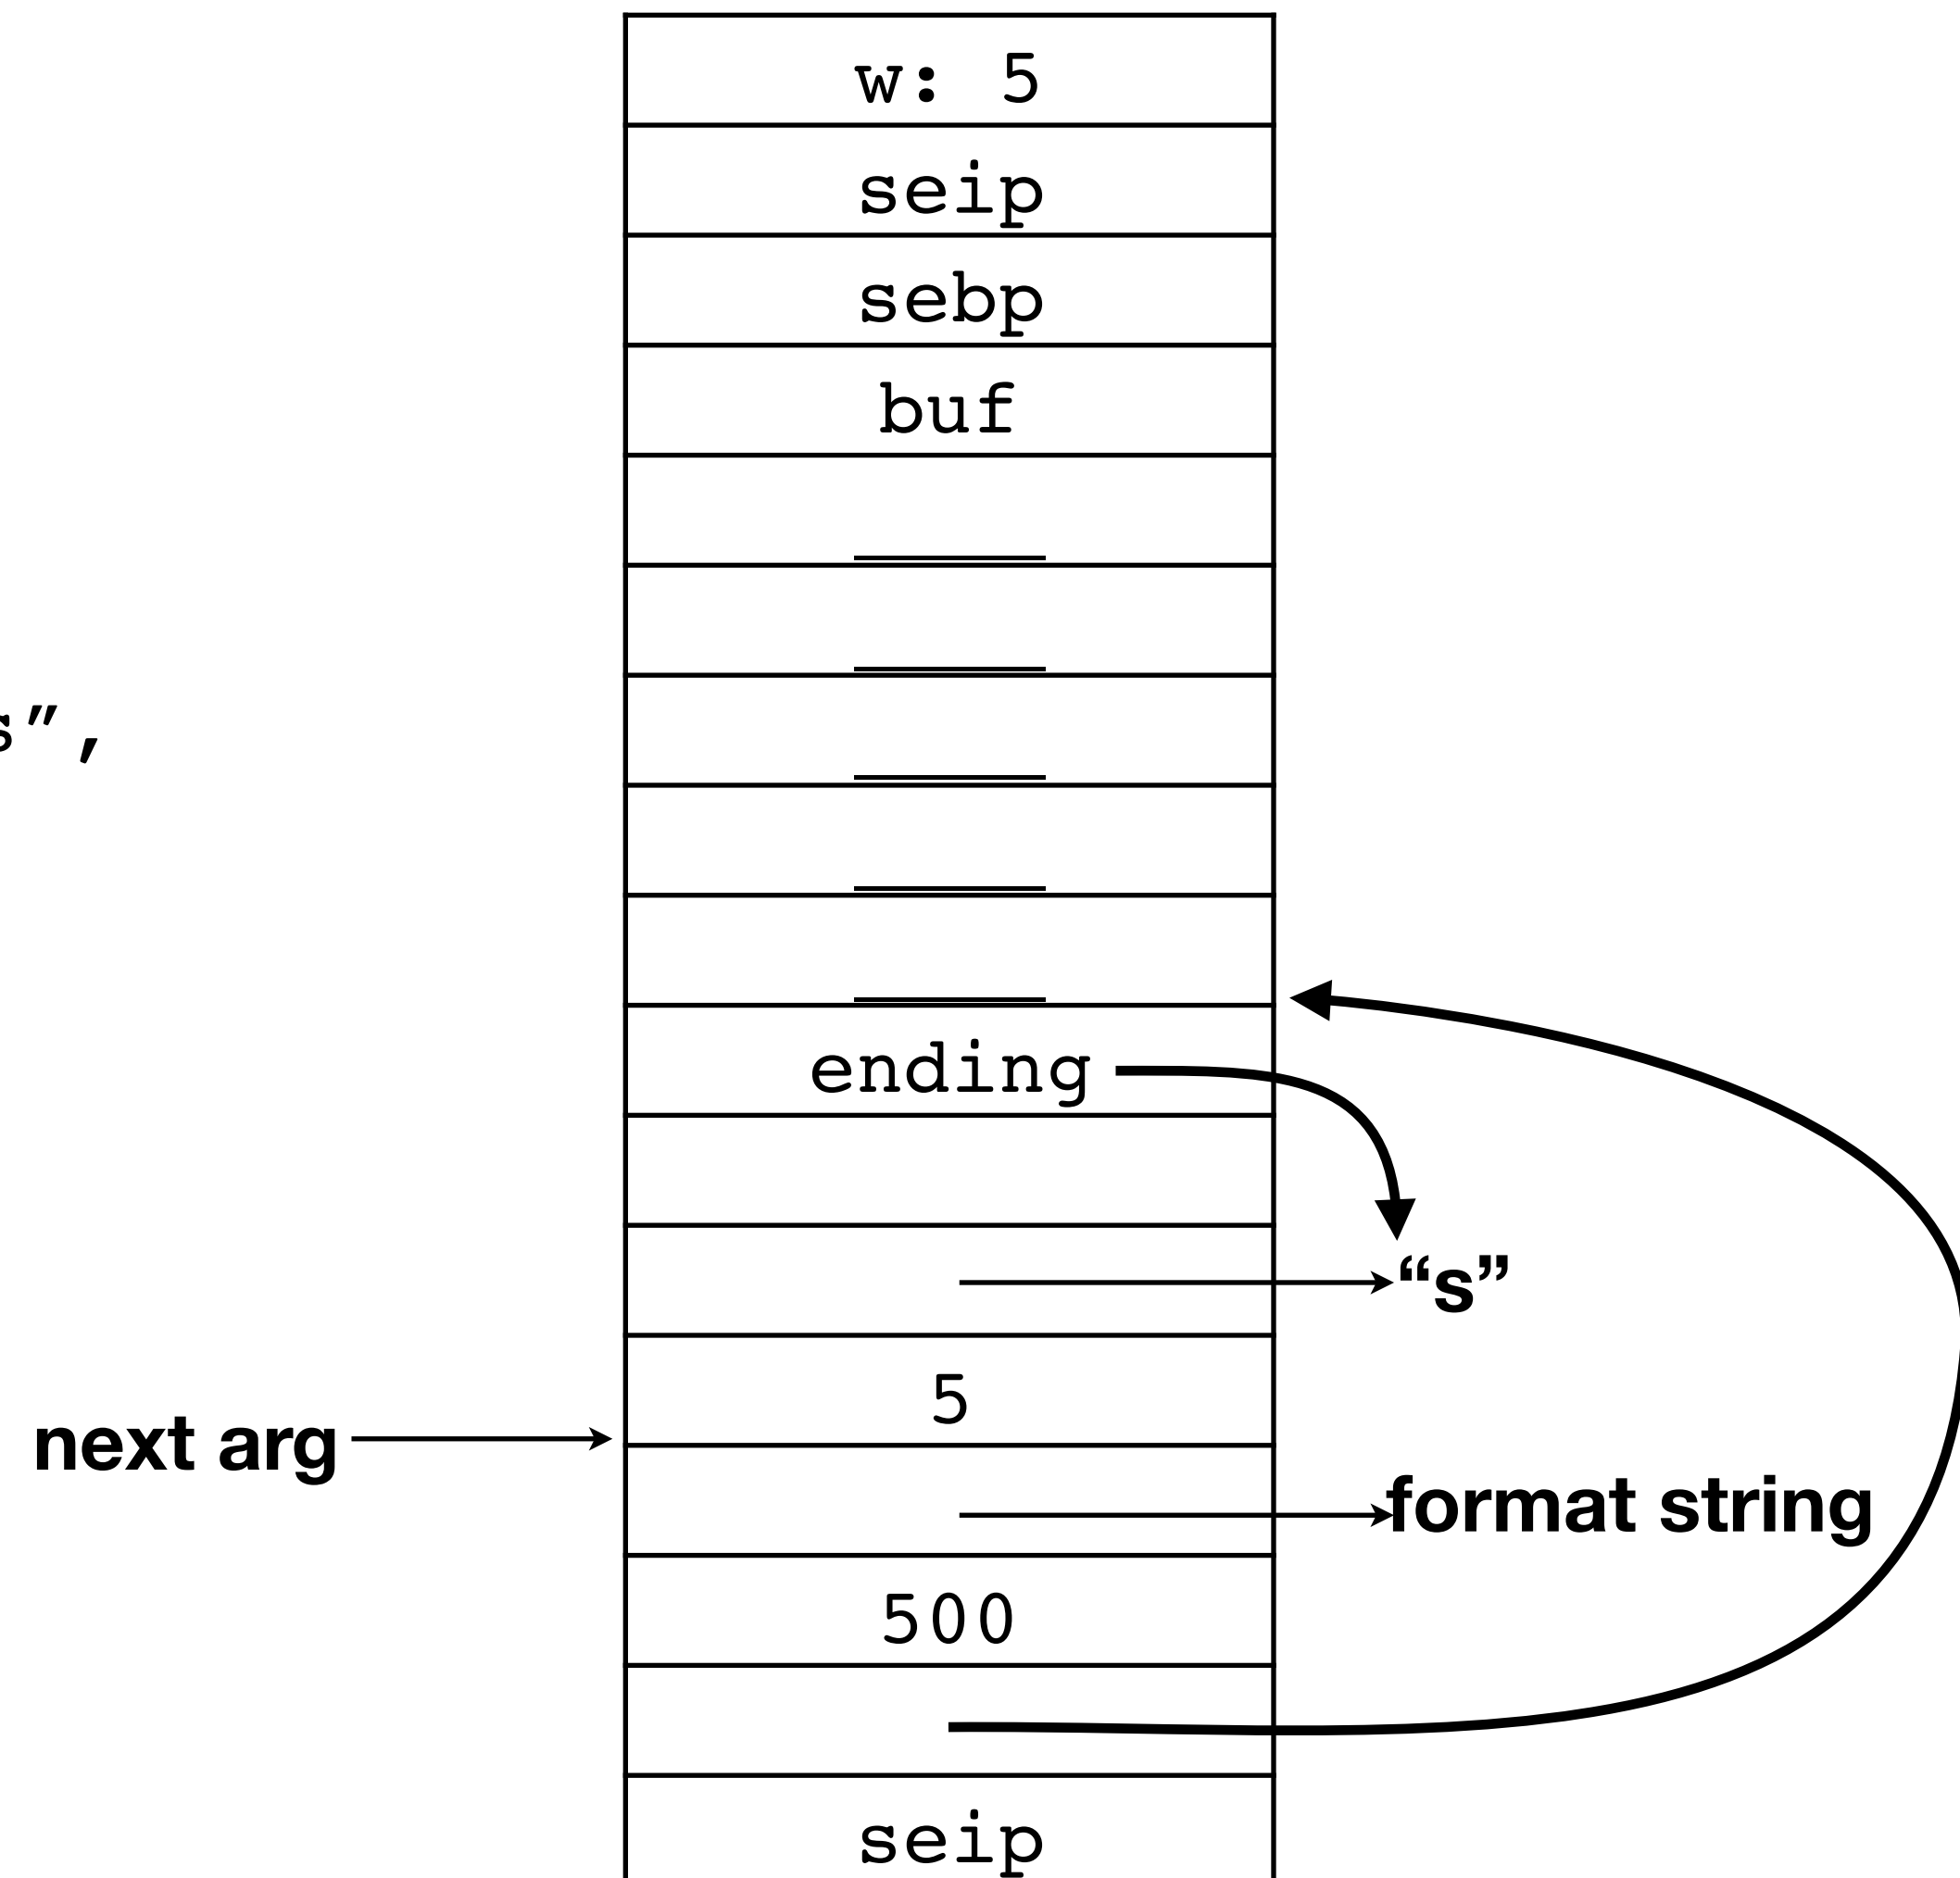 w: 5
seip
sebp
buf
s”,
ending
“s”
5
next arg
format string
500
seip